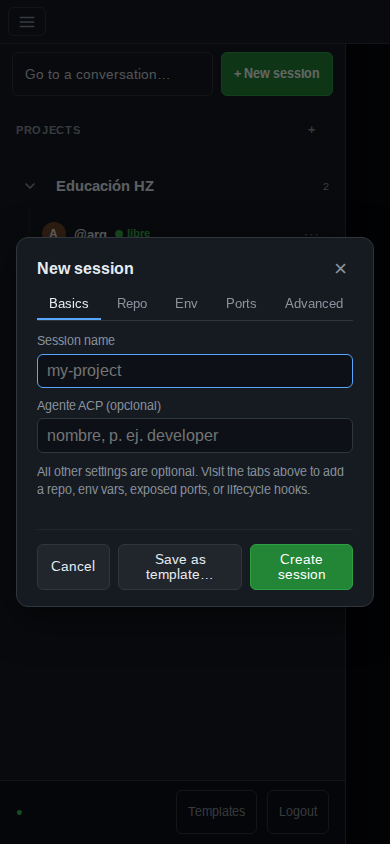 Go to a conversation…
+ New session
PROJECTS
+
Educación HZ
2
A @arq libre ...
New session
×
Basics Repo Env Ports Advanced
Session name
my-project
Agente ACP (opcional)
nombre, p. ej. developer
All other settings are optional. Visit the tabs above to add
a repo, env vars, exposed ports, or lifecycle hooks.
Cancel
Save as
template…
Create
session
Templates
Logout